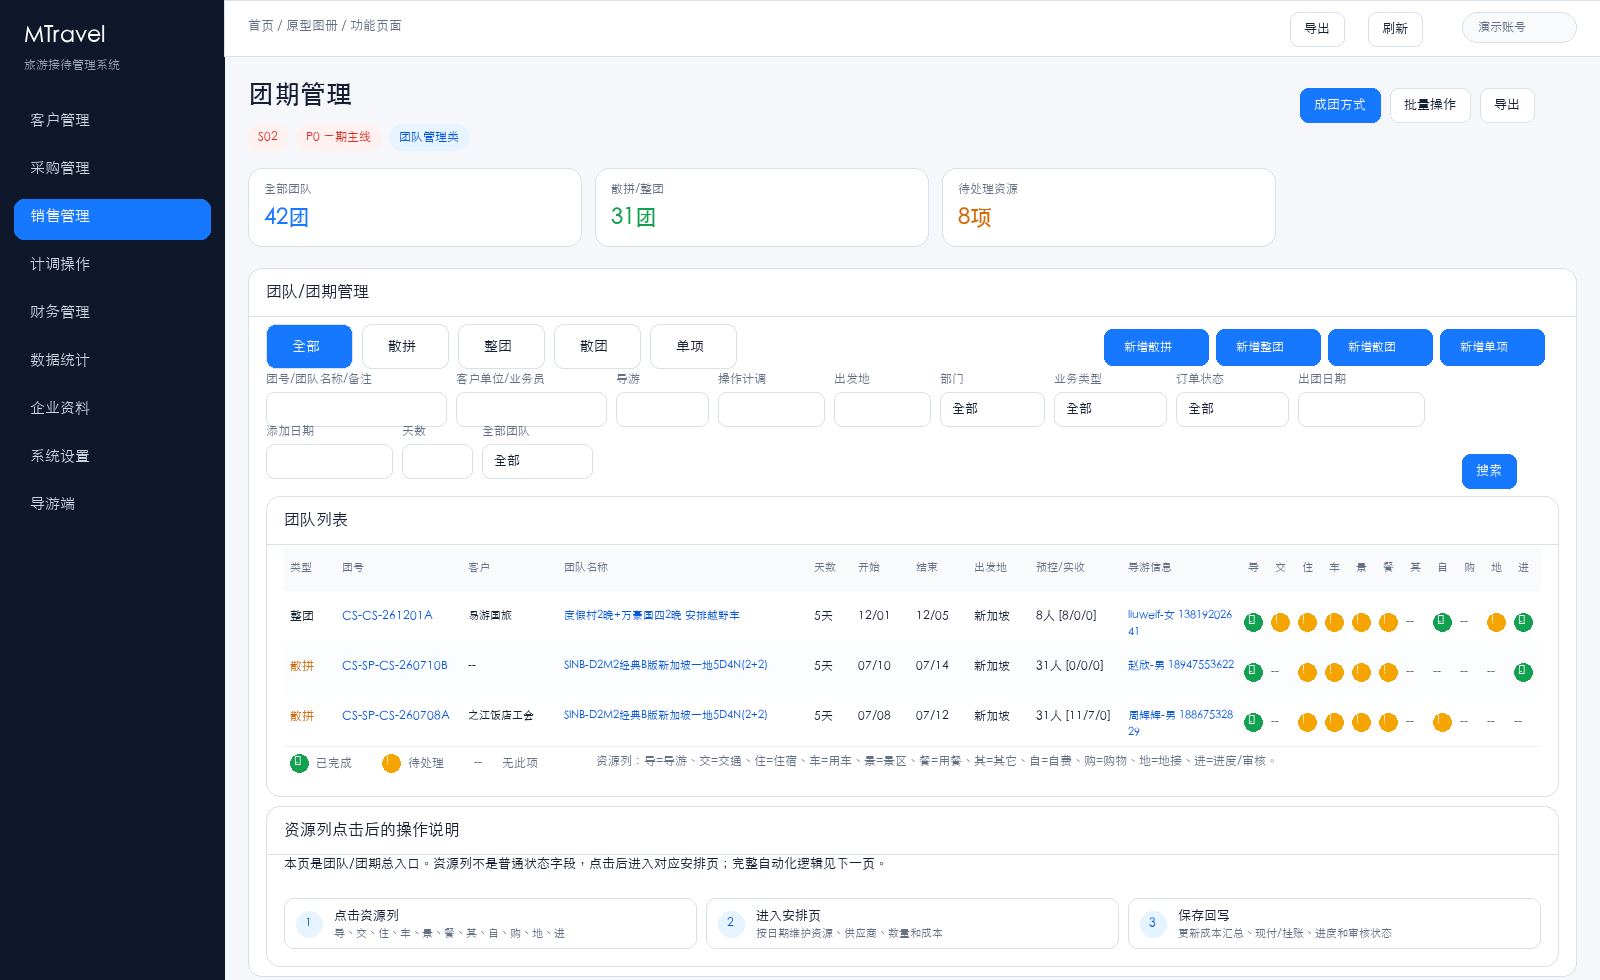 MTravel
旅游接待管理系统
客户管理
采购管理
销售管理
计调操作
财务管理
数据统计
企业资料
系统设置
导游端
首页 / 原型图册 / 功能页面
导出
刷新
演示账号
团期管理
成团方式
批量操作
导出
S02
P0 一期主线
团队管理类
全部团队
42团
散拼/整团
31团
待处理资源
8项
团队/团期管理
全部
散拼
整团
散团
单项
新增散拼
新增整团
新增散团
新增单项
团号/团队名称/备注
客户单位/业务员
导游
操作计调
出发地
部门
业务类型
订单状态
出团日期
全部
全部
全部
添加日期
天数
全部团队
全部
搜索
团队列表
类型 团号 客户 团队名称 天数 开始 结束 出发地 预控/实收 导游信息 导 交 住 车 景 餐 其 自 购 地 进
整团 CS-CS-261201A 易游国旅 度假村2晚+万豪国四2晚 安排越野车 5天 12/01 12/05 新加坡 8人 [8/0/0] liuweif-女 138192026 ! ! ! ! ! -- -- !
41
散拼 CS-SP-CS-260710B -- SINB-D2M2经典B版新加坡一地5D4N(2+2) 5天 07/10 07/14 新加坡 31人 [0/0/0] 赵欣-男 18947553622 -- ! ! ! ! -- -- -- --
散拼 CS-SP-CS-260708A 之江饭店工会 SINB-D2M2经典B版新加坡一地5D4N(2+2) 5天 07/08 07/12 新加坡 31人 [11/7/0] 周辉辉-男 188675328 -- ! ! ! ! -- ! -- -- --
29
已完成 ! 待处理 -- 无此项 资源列：导=导游、交=交通、住=住宿、车=用车、景=景区、餐=用餐、其=其它、自=自费、购=购物、地=地接、进=进度/审核。
资源列点击后的操作说明
本页是团队/团期总入口。资源列不是普通状态字段，点击后进入对应安排页；完整自动化逻辑见下一页。
1
点击资源列
导、交、住、车、景、餐、其、自、购、地、进
2
进入安排页
按日期维护资源、供应商、数量和成本
3
保存回写
更新成本汇总、现付/挂账、进度和审核状态